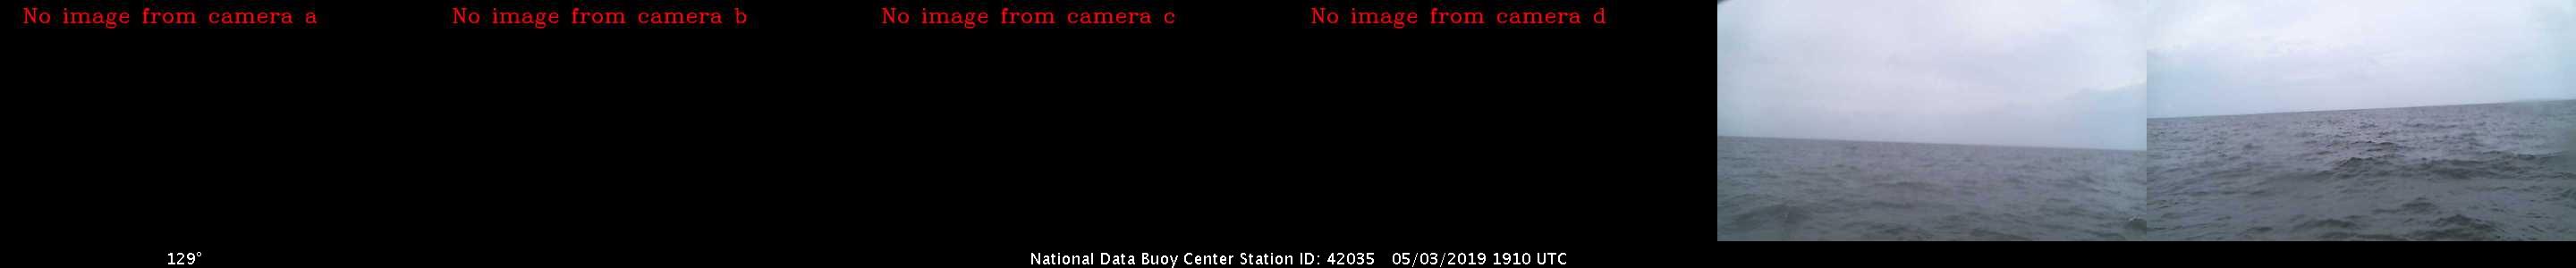 No image from camera a
No image from camera b
No image from camera c
No image from camera d
129°
National Data Buoy Center Station ID: 42035 05/03/2019 1910 UTC